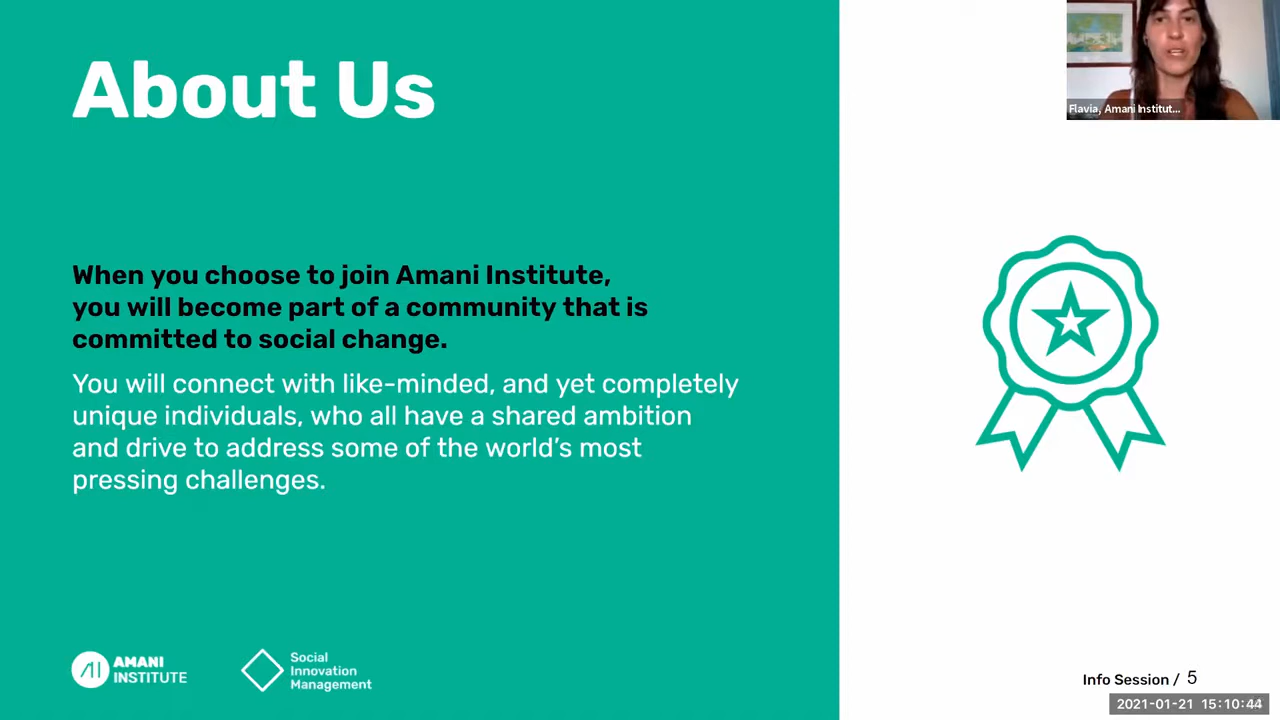 About Us
Flavia, Amani Institut...
When you choose to join Amani Institute,
you will become part of a community that is
committed to social change.
You will connect with like-minded, and yet completely
unique individuals, who all have a shared ambition
and drive to address some of the world's most
pressing challenges.
AMANI
INSTITUTE
Social
Innovation
Management
Info Session / 5
2021-01-21 15:10:44